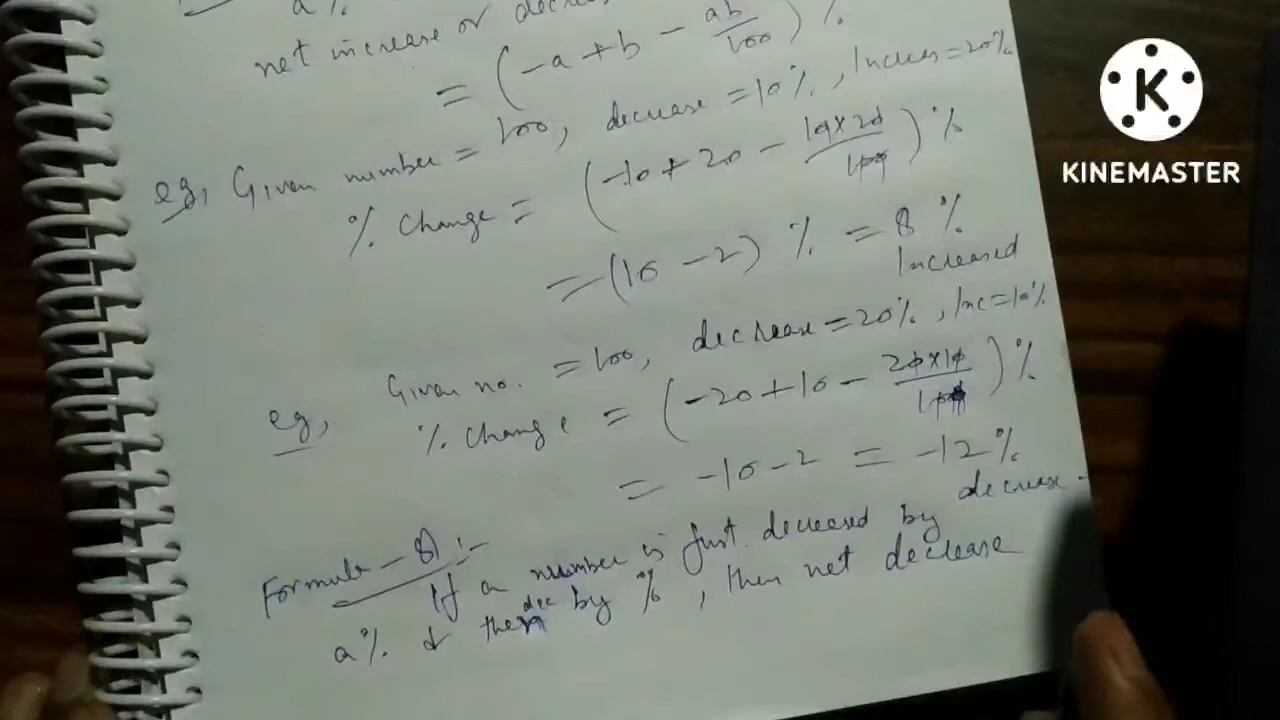 a%
net increase or decreas
= (-a+b - ab/100) %
eg, Given number = 100, decrease = 10%, Increas = 20%
% Change = (-10+20 - 10×20/100) %
= (10 - 2) % = 8 %
Increased
eg, Given no. = 100, decrease = 20%, Inc = 10%
% Change = (-20+10 - 20×10/100) %
= -10-2 = -12%
decrease
Formula - 8) :-
If a number is first decreased by
a% & then dec by %, then net decrease
K
KINEMASTER